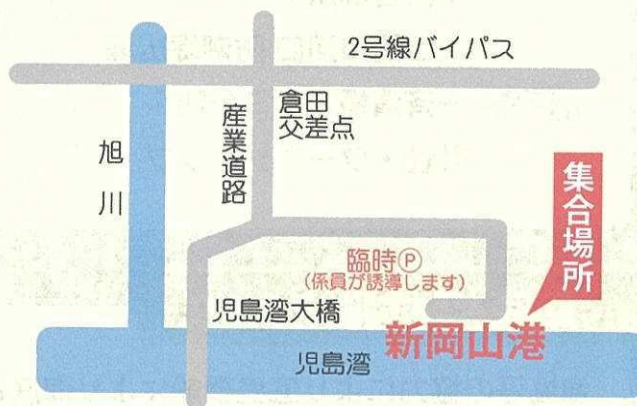 2号線バイパス
倉田
交差点
産業道路
旭川
集合場所
臨時Ⓟ
(係員が誘導します)
児島湾大橋
新岡山港
児島湾